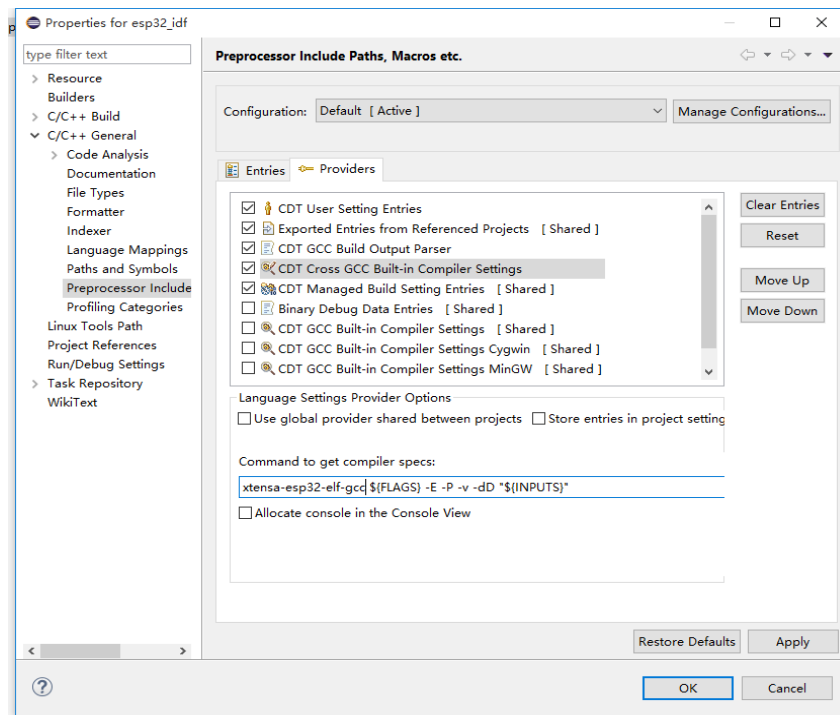 Properties for esp32_idf
type filter text
Resource
Builders
C/C++ Build
C/C++ General
Code Analysis
Documentation
File Types
Formatter
Indexer
Language Mappings
Paths and Symbols
Preprocessor Include
Profiling Categories
Linux Tools Path
Project References
Run/Debug Settings
Task Repository
WikiText
Preprocessor Include Paths, Macros etc.
Configuration: Default [ Active ] Manage Configurations...
Entries Providers
CDT User Setting Entries
Exported Entries from Referenced Projects [ Shared ]
CDT GCC Build Output Parser
CDT Cross GCC Built-in Compiler Settings
CDT Managed Build Setting Entries [ Shared ]
Binary Debug Data Entries [ Shared ]
CDT GCC Built-in Compiler Settings [ Shared ]
CDT GCC Built-in Compiler Settings Cygwin [ Shared ]
CDT GCC Built-in Compiler Settings MinGW [ Shared ]
Clear Entries
Reset
Move Up
Move Down
Language Settings Provider Options
Use global provider shared between projects Store entries in project setting
Command to get compiler specs:
xtensa-esp32-elf-gcc ${FLAGS} -E -P -v -dD "${INPUTS}"
Allocate console in the Console View
Restore Defaults Apply
OK Cancel